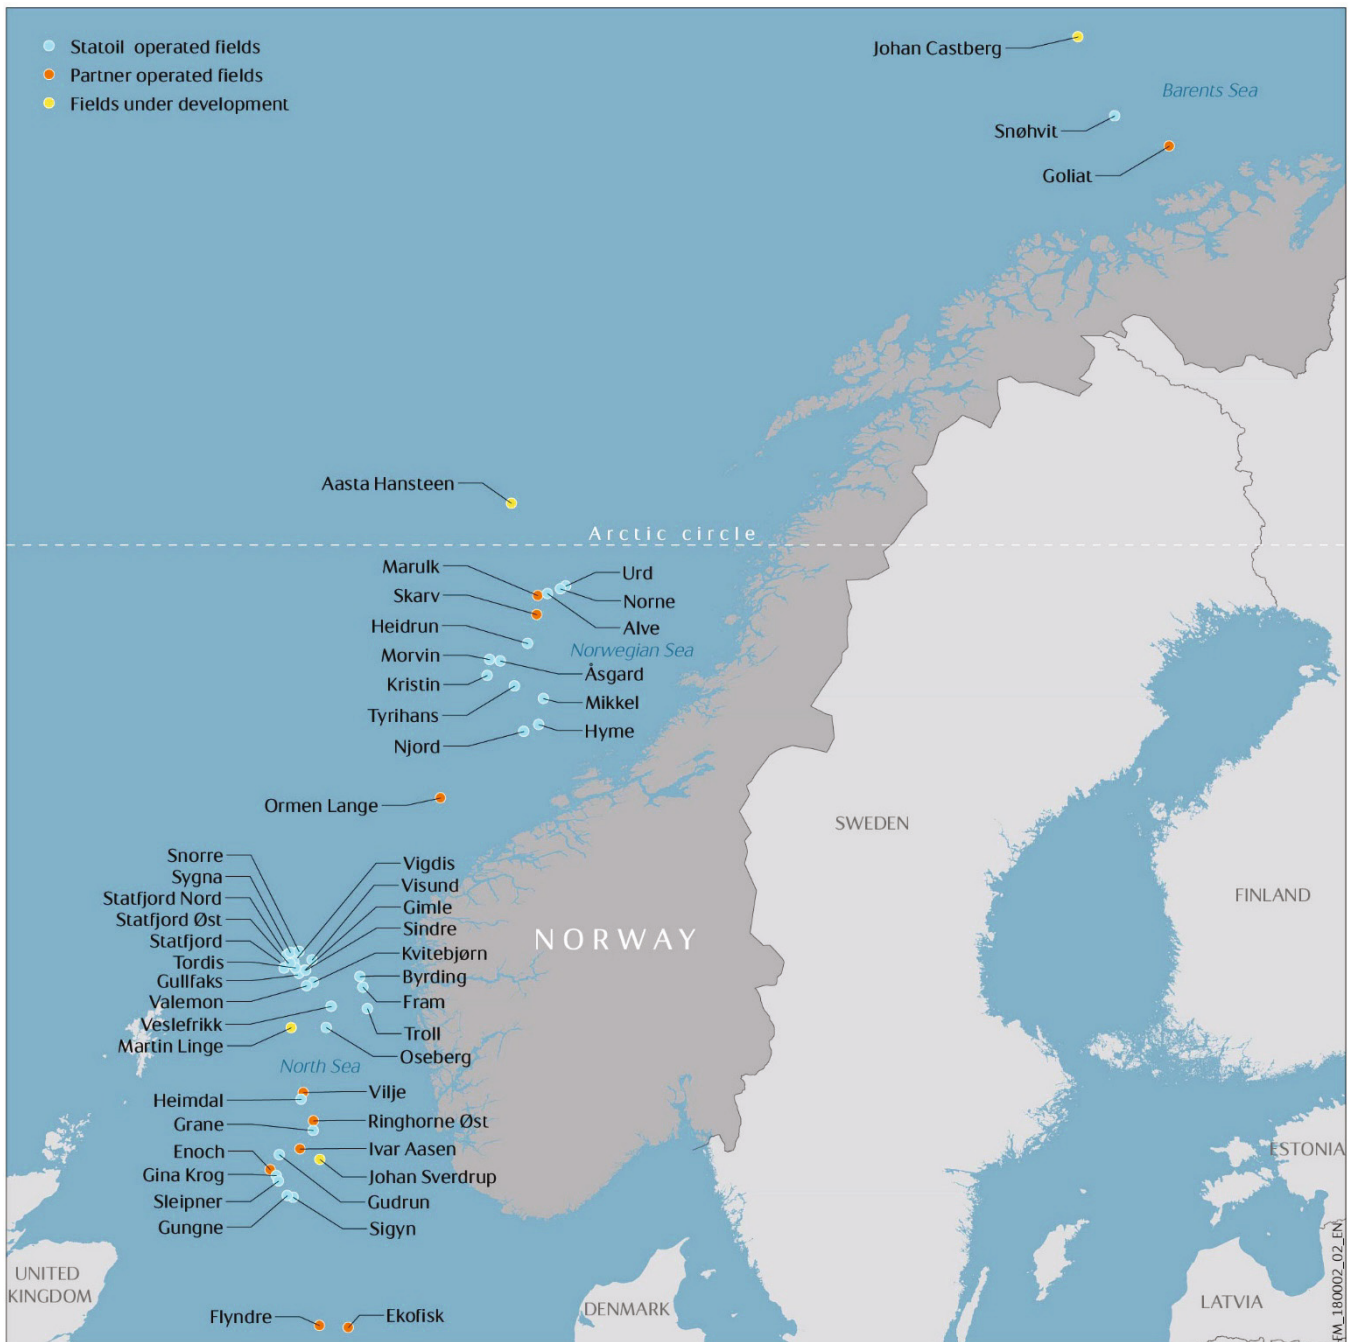 Statoil operated fields
Partner operated fields
Fields under development
Johan Castberg
Barents Sea
Snøhvit
Goliat
Aasta Hansteen
Arctic circle
Marulk
Urd
Skarv
Norne
Heidrun
Alve
Norwegian Sea
Morvin
Åsgard
Kristin
Mikkel
Tyrihans
Hyme
Njord
Ormen Lange
SWEDEN
Snorre
Vigdis
Sygna
Visund
Statfjord Nord
Gimle
Statfjord Øst
Sindre
Statfjord
Kvitebjørn
Tordis
Byrding
Gullfaks
Fram
Valemon
Troll
Veslefrikk
Oseberg
Martin Linge
NORWAY
FINLAND
North Sea
Vilje
Heimdal
Ringhorne Øst
Grane
Ivar Aasen
Enoch
Johan Sverdrup
Gina Krog
Gudrun
Sleipner
Sigyn
Gungne
ESTONIA
UNITED
KINGDOM
Flyndre
Ekofisk
DENMARK
LATVIA
FM_180002_02_EN